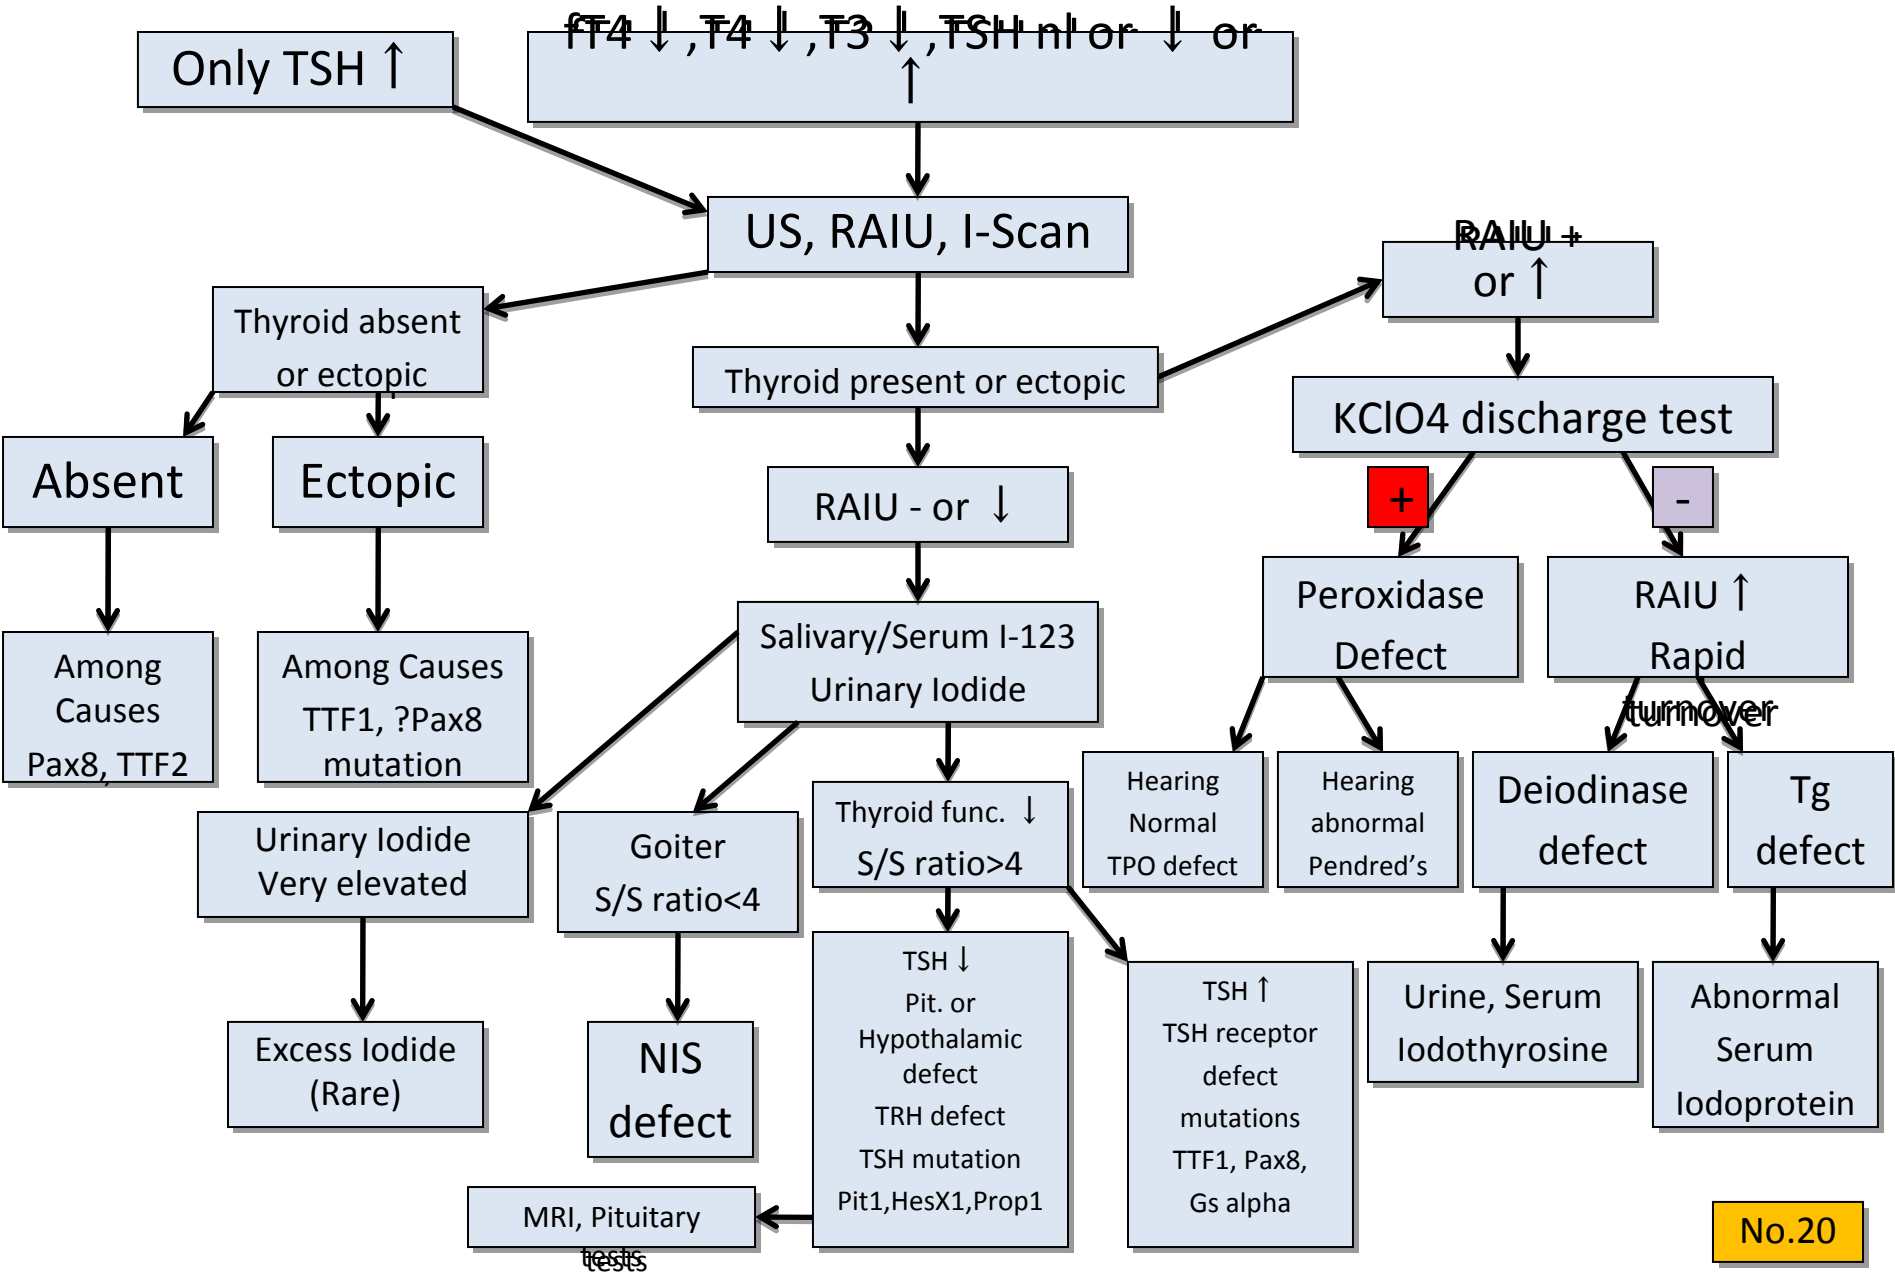 Only TSH ↑
fT4 ↓ ,T4 ↓ ,T3 ↓ ,TSH nl or ↓ or
↑
US, RAIU, I-Scan
RAIU +
or ↑
Thyroid absent
or ectopic
Thyroid present or ectopic
KClO4 discharge test
Absent
Ectopic
RAIU - or ↓
+
-
Among
Causes
Pax8, TTF2
Among Causes
TTF1, ?Pax8
mutation
Salivary/Serum I-123
Urinary Iodide
Peroxidase
Defect
RAIU ↑
Rapid
turnover
Urinary Iodide
Very elevated
Goiter
S/S ratio<4
Thyroid func. ↓
S/S ratio>4
Hearing
Normal
TPO defect
Hearing
abnormal
Pendred's
Deiodinase
defect
Tg
defect
Excess Iodide
(Rare)
NIS
defect
TSH ↓
Pit. or
Hypothalamic
defect
TRH defect
TSH mutation
Pit1,HesX1,Prop1
TSH ↑
TSH receptor
defect
mutations
TTF1, Pax8,
Gs alpha
Urine, Serum
Iodothyrosine
Abnormal
Serum
Iodoprotein
MRI, Pituitary
tests
No.20